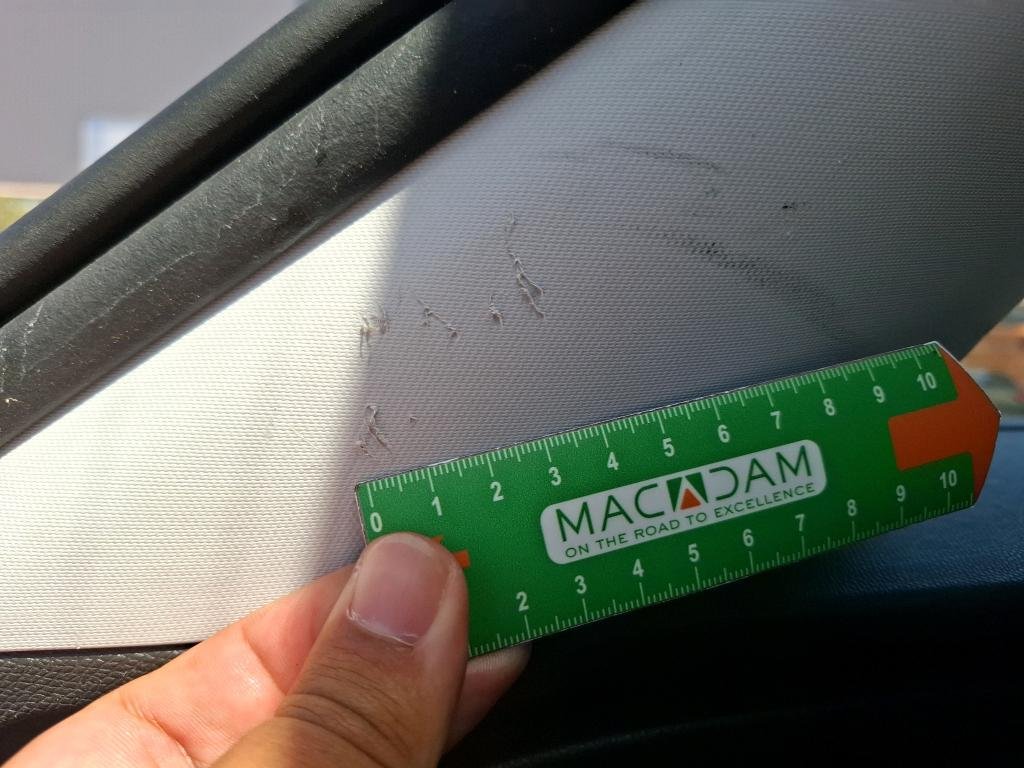 0 1 2 3 4 5 6 7 8 9 10
MACADAM
ON THE ROAD TO EXCELLENCE
2 3 4 5 6 7 8 9 10